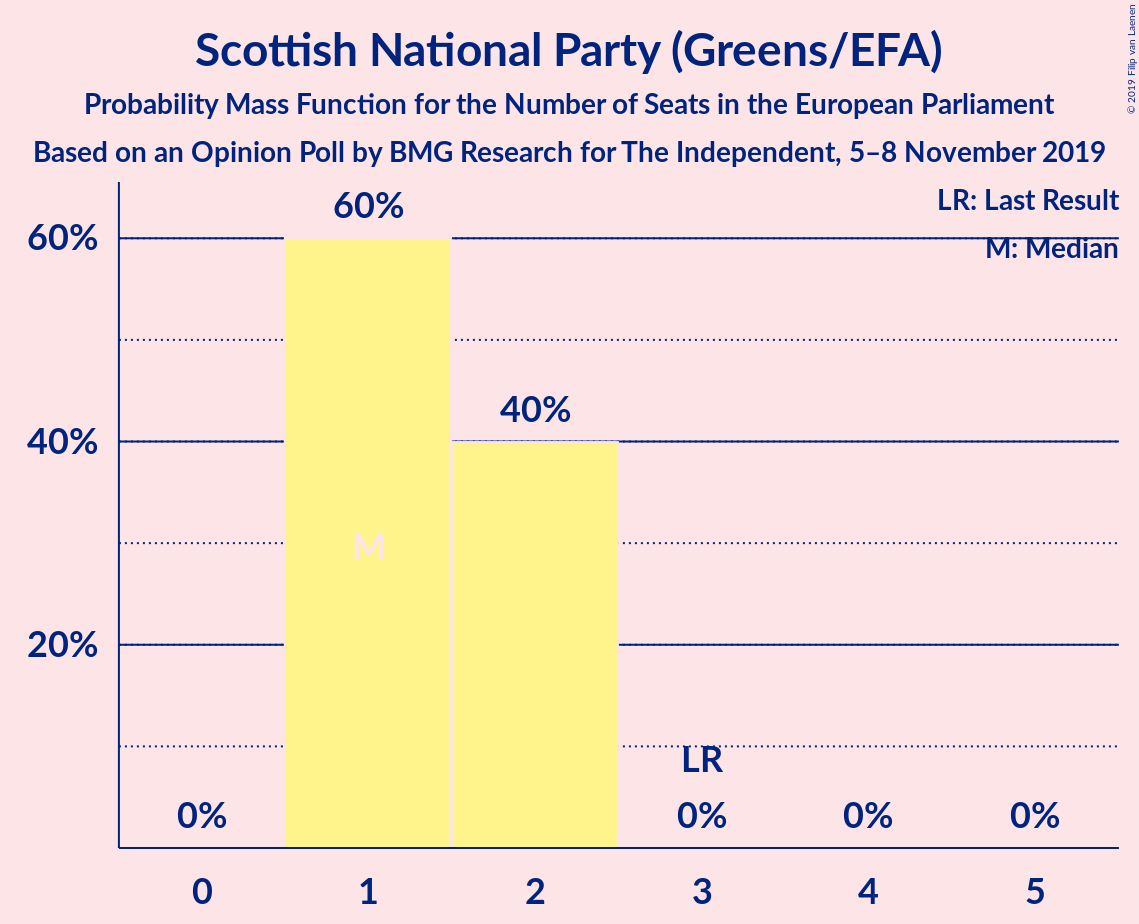 Scottish National Party (Greens/EFA)
Probability Mass Function for the Number of Seats in the European Parliament
Based on an Opinion Poll by BMG Research for The Independent, 5–8 November 2019
© 2019 Filip van Laenen
LR: Last Result
M: Median
60%
40%
20%
60%
40%
M
LR
0%
0%
0%
0%
0
1
2
3
4
5